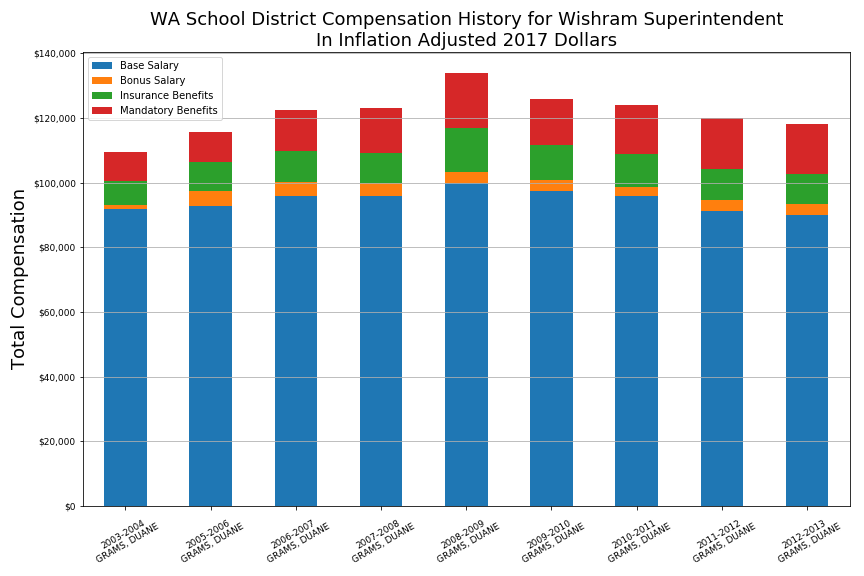 WA School District Compensation History for Wishram Superintendent
In Inflation Adjusted 2017 Dollars
Base Salary
Bonus Salary
Insurance Benefits
Mandatory Benefits
Total Compensation
$140,000
$120,000
$100,000
$80,000
$60,000
$40,000
$20,000
$0
2003-2004
GRAMS, DUANE
2005-2006
GRAMS, DUANE
2006-2007
GRAMS, DUANE
2007-2008
GRAMS, DUANE
2008-2009
GRAMS, DUANE
2009-2010
GRAMS, DUANE
2010-2011
GRAMS, DUANE
2011-2012
GRAMS, DUANE
2012-2013
GRAMS, DUANE